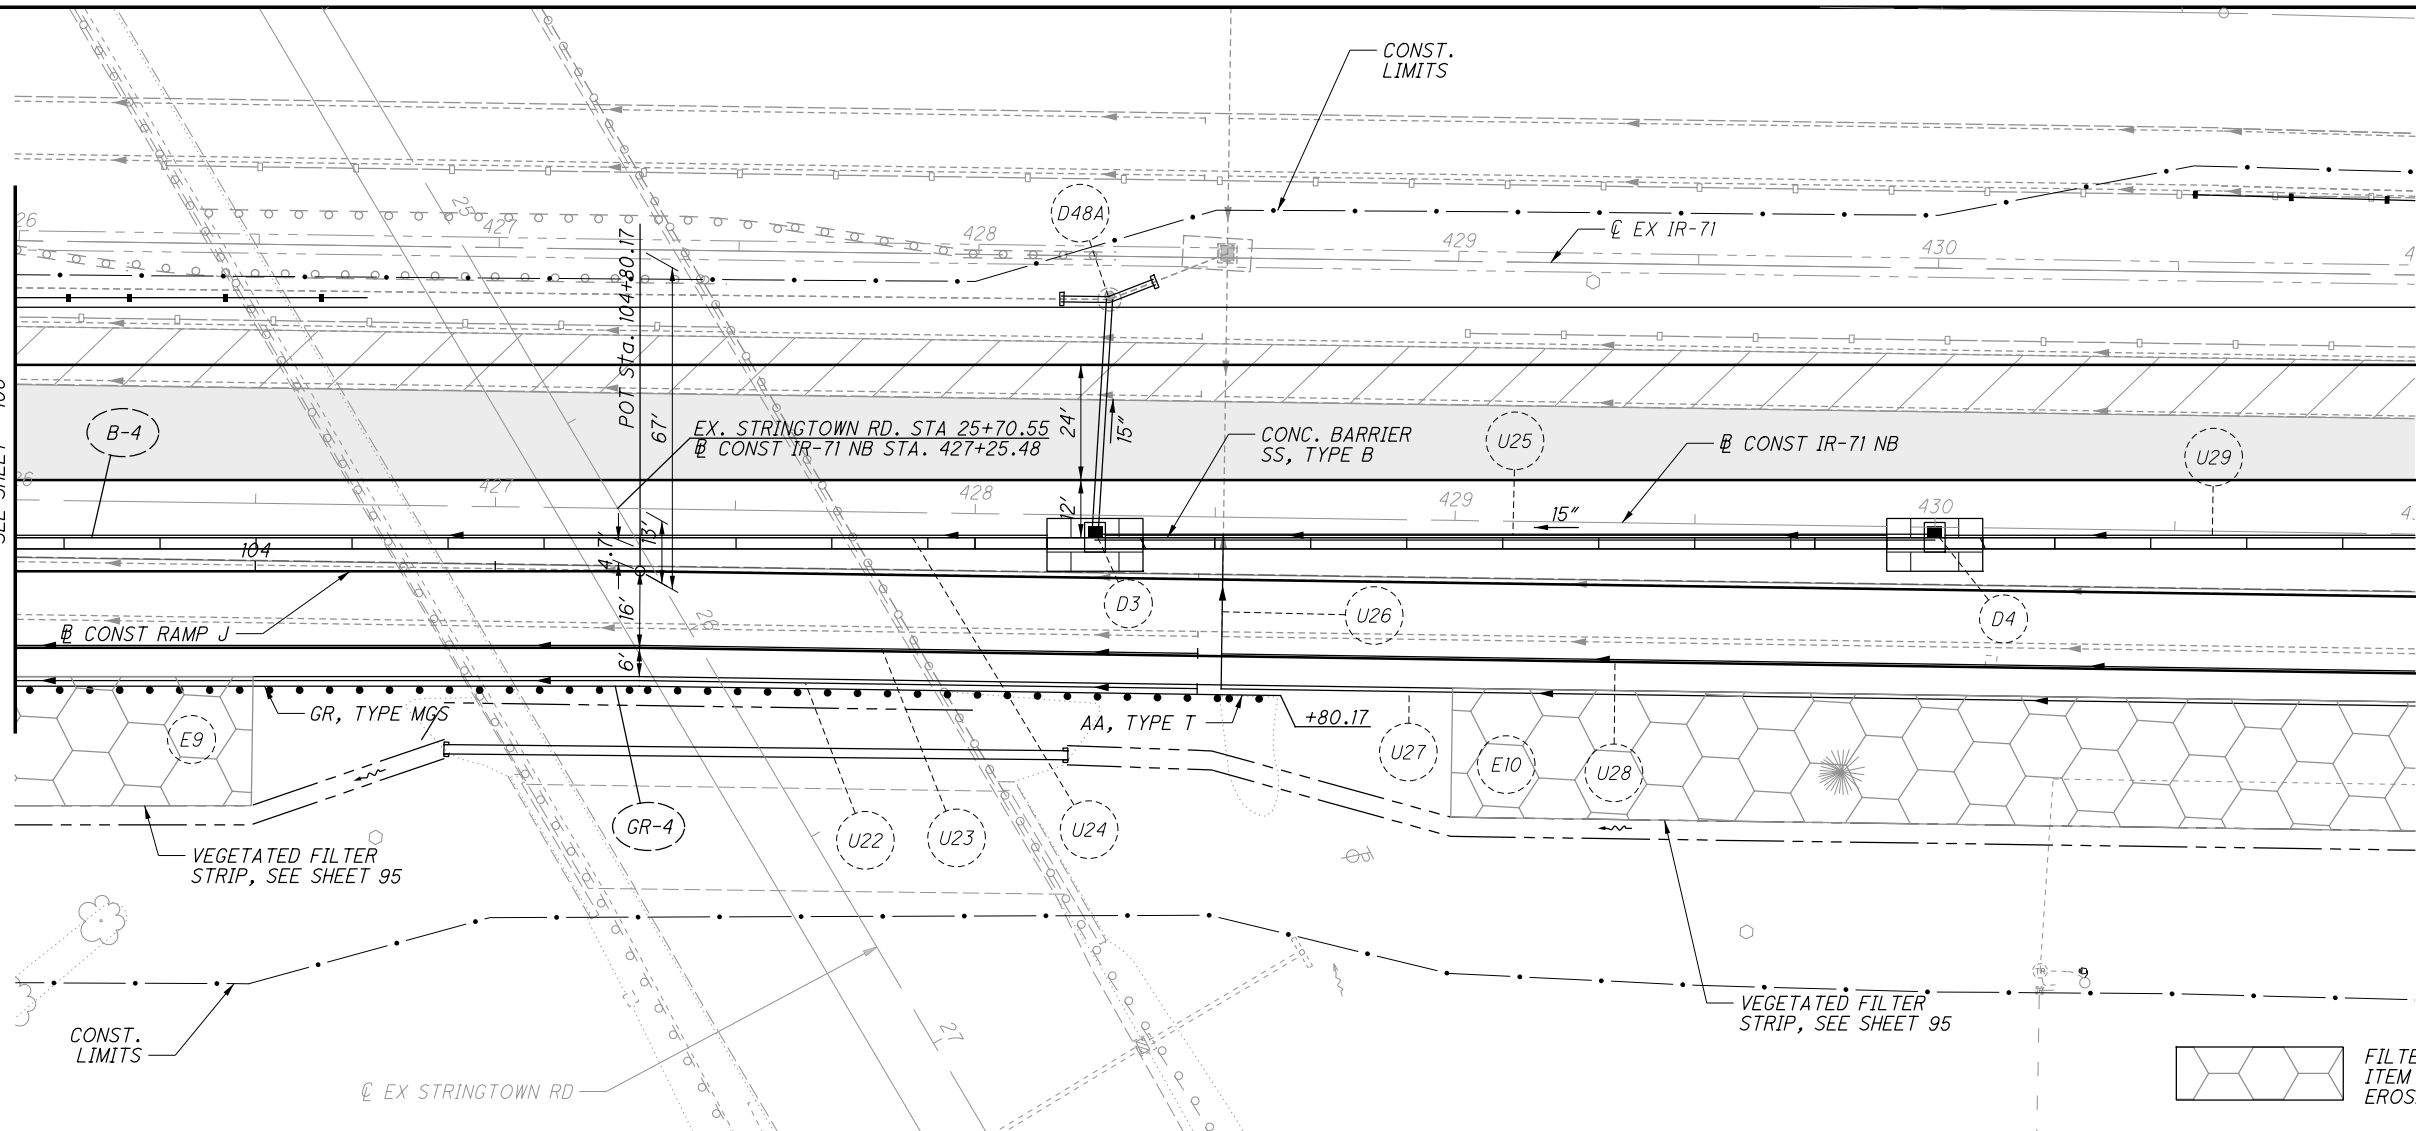 CONST.
LIMITS
D48A
℄ EX IR-71
26
25
427
428
429
430
POT Sta. 104+80.17
67'
24'
15"
B-4
EX. STRINGTOWN RD. STA 25+70.55
℄ CONST IR-71 NB STA. 427+25.48
CONC. BARRIER
SS, TYPE B
U25
℄ CONST IR-71 NB
U29
427
428
429
430
12'
13'
4.7'
15"
104
16'
6'
26
D3
U26
D4
℄ CONST RAMP J
GR, TYPE MGS
AA, TYPE T
+80.17
E9
U27
E10
U28
GR-4
U22
U23
U24
VEGETATED FILTER
STRIP, SEE SHEET 95
CONST.
LIMITS
27
℄ EX STRINGTOWN RD
VEGETATED FILTER
STRIP, SEE SHEET 95
ITEM